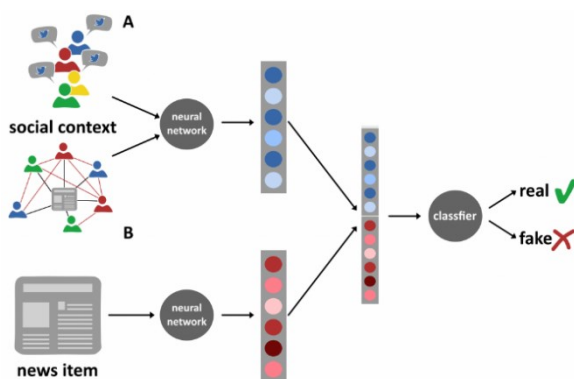 A
social context
B
neural
network
news item
neural
network
classfier
real
fake